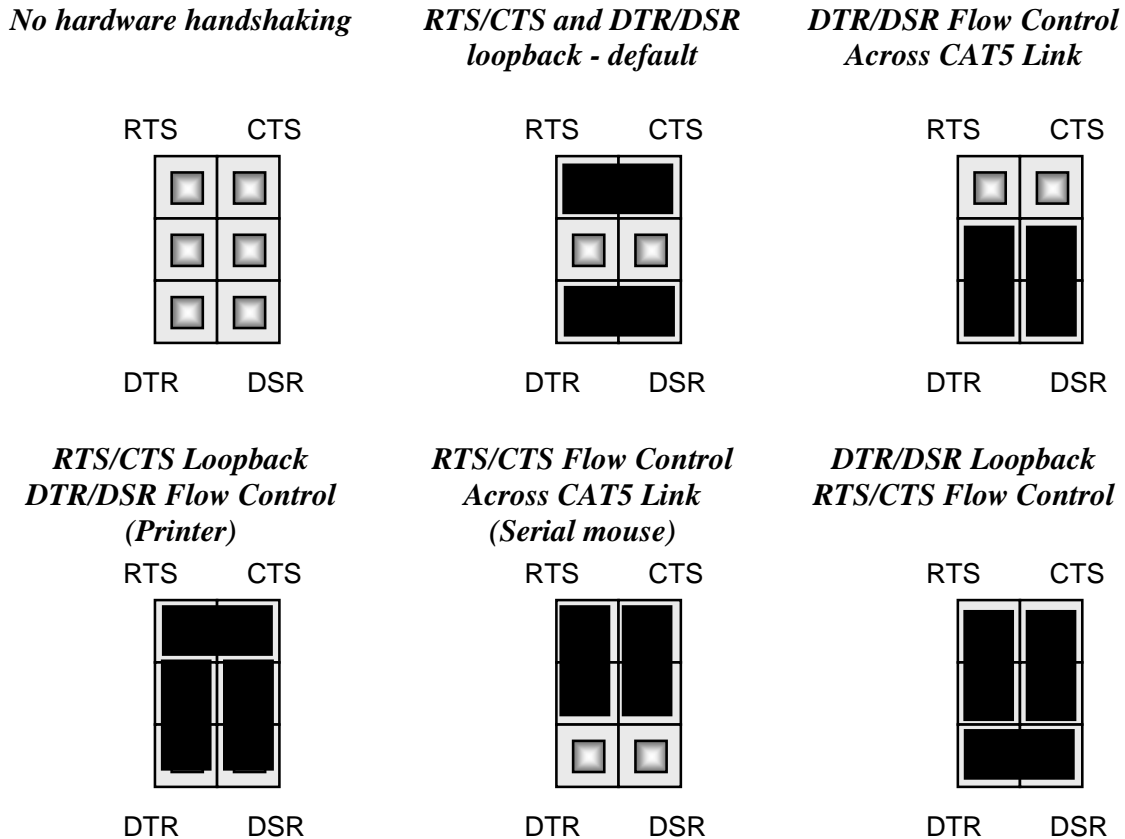 No hardware handshaking
RTS/CTS and DTR/DSR
loopback - default
DTR/DSR Flow Control
Across CAT5 Link
RTS CTS
DTR DSR
RTS CTS
DTR DSR
RTS CTS
DTR DSR
RTS/CTS Loopback
DTR/DSR Flow Control
(Printer)
RTS/CTS Flow Control
Across CAT5 Link
(Serial mouse)
DTR/DSR Loopback
RTS/CTS Flow Control
RTS CTS
DTR DSR
RTS CTS
DTR DSR
RTS CTS
DTR DSR